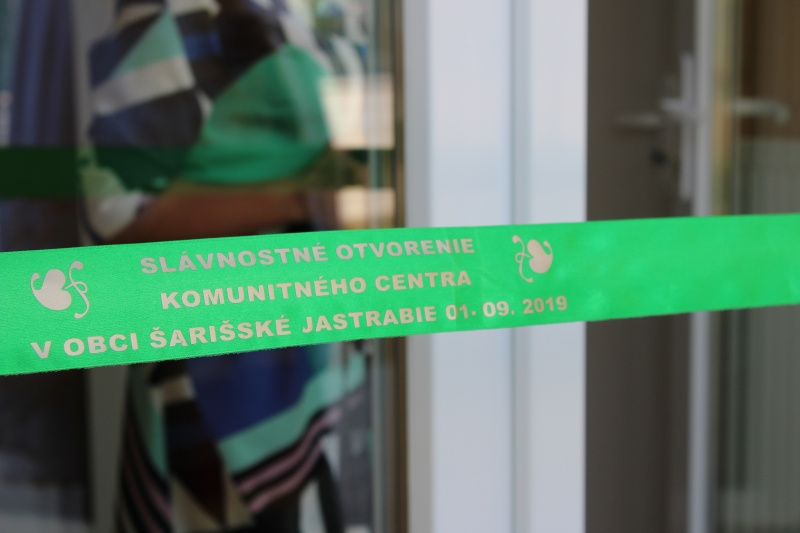 SLÁVNOSTNÉ OTVORENIE
KOMUNITNÉHO CENTRA
V OBCI ŠARIŠSKÉ JASTRABIE 01. 09. 2019